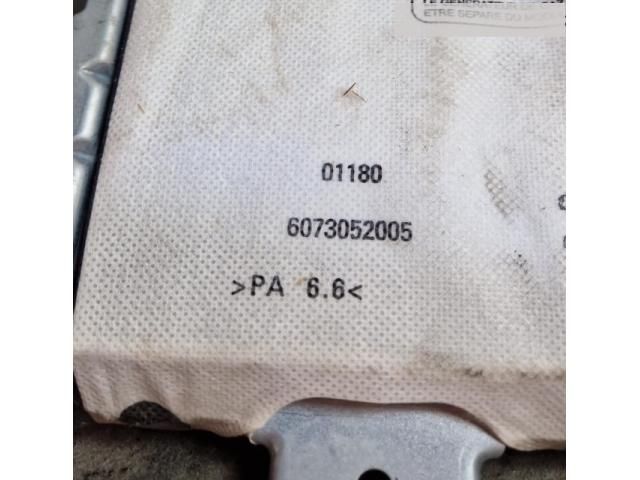 ETRE SEPARE DU
01180
6073052005
>PA 6.6<